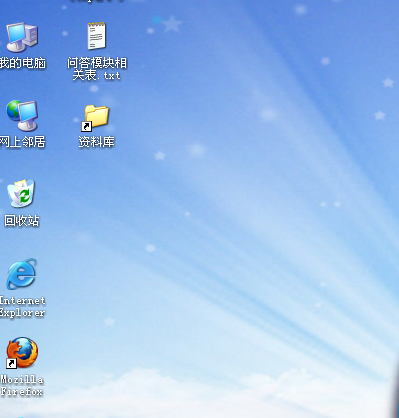 我的电脑
问答模块相
关表.txt
网上邻居
资料库
回收站
Internet
Explorer
Mozilla
Firefox